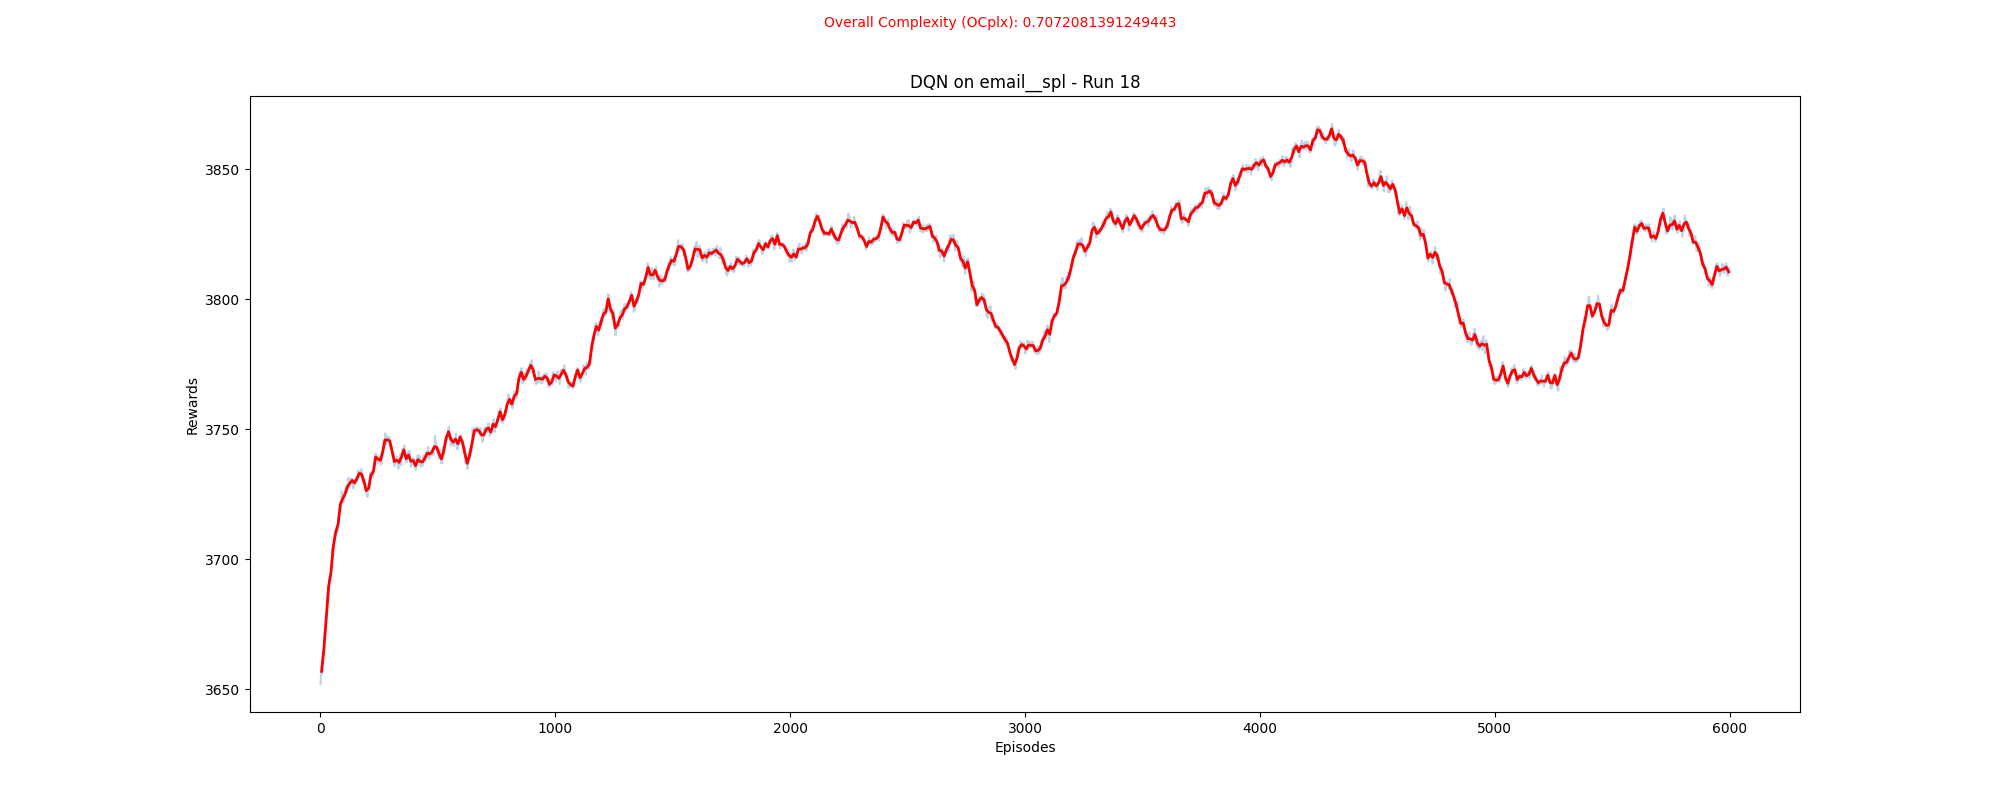 Overall Complexity (OCplx): 0.7072081391249443
DQN on email__spl - Run 18
Rewards
3850
3800
3750
3700
3650
0 1000 2000 3000 4000 5000 6000
Episodes